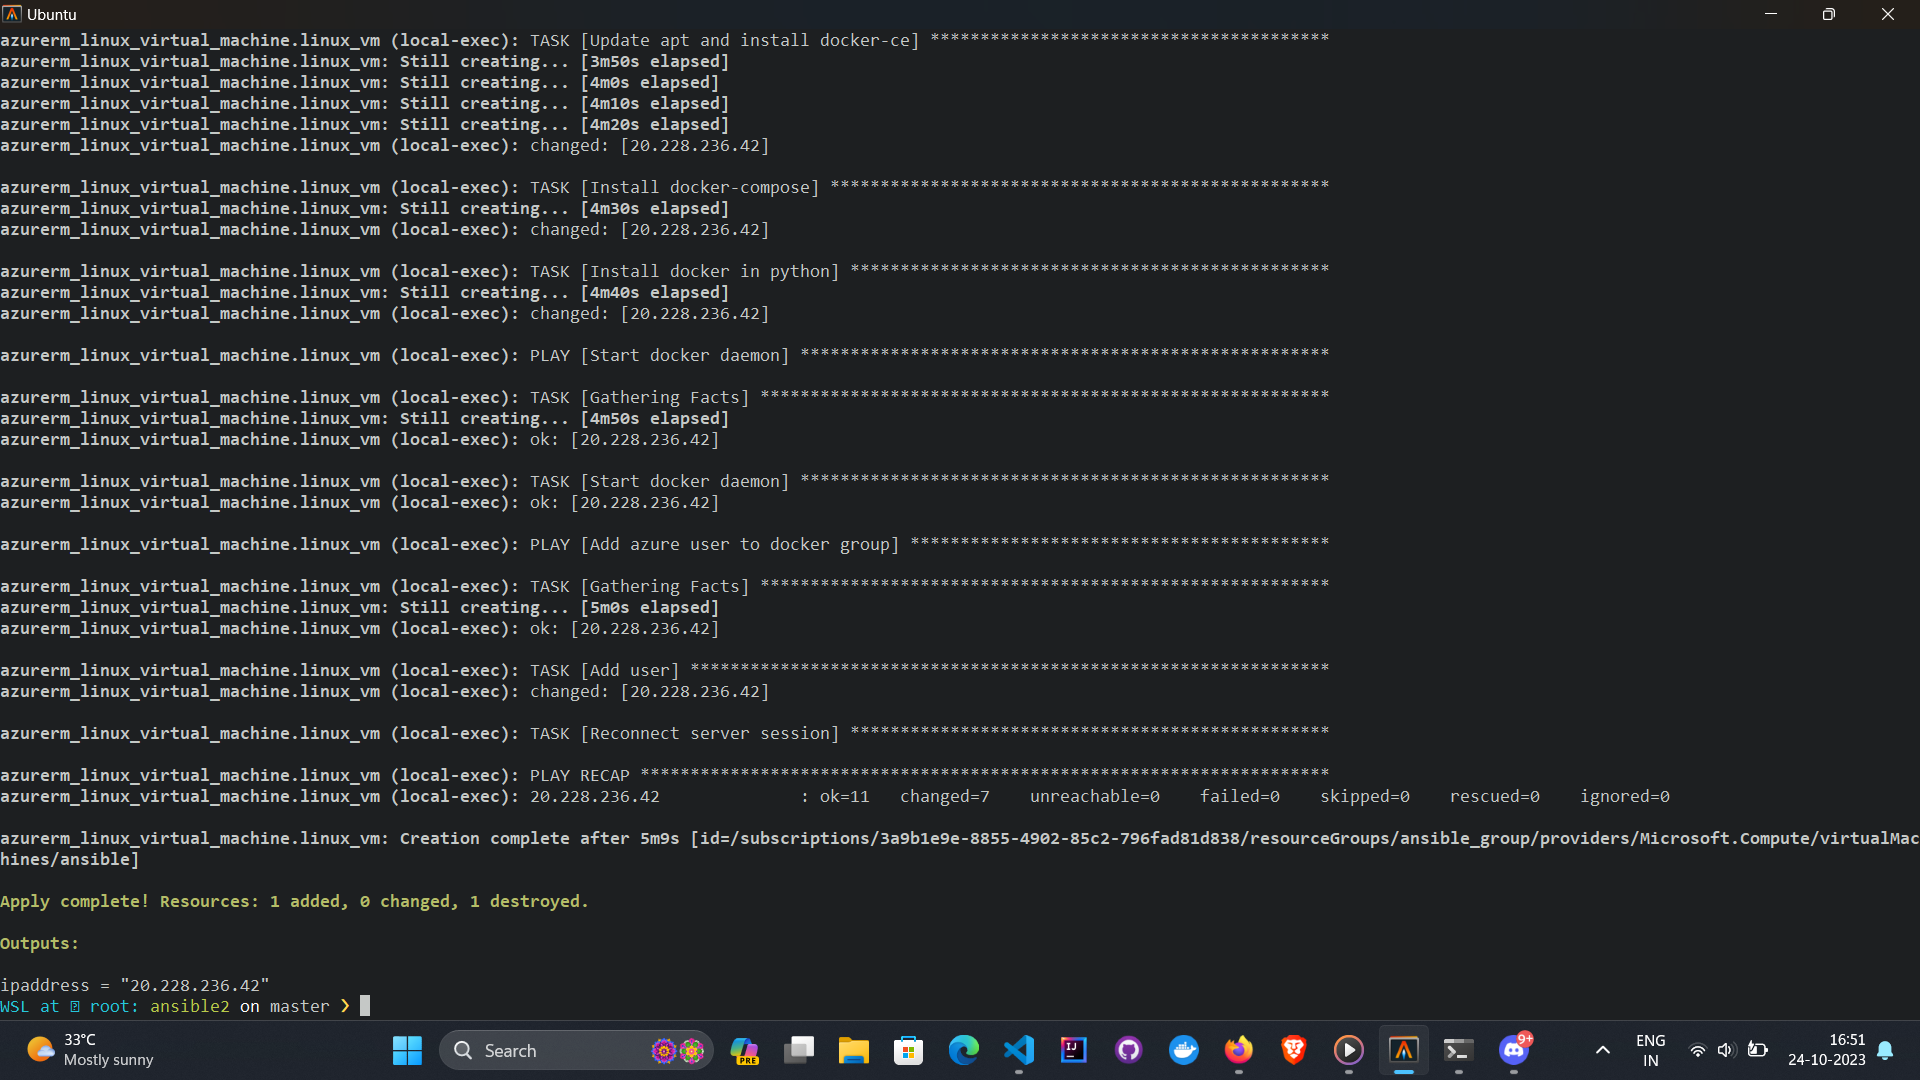 Ubuntu
azurerm_linux_virtual_machine.linux_vm (local-exec): TASK [Update apt and install docker-ce] ****************************************
azurerm_linux_virtual_machine.linux_vm: Still creating... [3m50s elapsed]
azurerm_linux_virtual_machine.linux_vm: Still creating... [4m0s elapsed]
azurerm_linux_virtual_machine.linux_vm: Still creating... [4m10s elapsed]
azurerm_linux_virtual_machine.linux_vm: Still creating... [4m20s elapsed]
azurerm_linux_virtual_machine.linux_vm (local-exec): changed: [20.228.236.42]
azurerm_linux_virtual_machine.linux_vm (local-exec): TASK [Install docker-compose] **************************************************
azurerm_linux_virtual_machine.linux_vm: Still creating... [4m30s elapsed]
azurerm_linux_virtual_machine.linux_vm (local-exec): changed: [20.228.236.42]
azurerm_linux_virtual_machine.linux_vm (local-exec): TASK [Install docker in python] ************************************************
azurerm_linux_virtual_machine.linux_vm: Still creating... [4m40s elapsed]
azurerm_linux_virtual_machine.linux_vm (local-exec): changed: [20.228.236.42]
azurerm_linux_virtual_machine.linux_vm (local-exec): PLAY [Start docker daemon] *****************************************************
azurerm_linux_virtual_machine.linux_vm (local-exec): TASK [Gathering Facts] *********************************************************
azurerm_linux_virtual_machine.linux_vm: Still creating... [4m50s elapsed]
azurerm_linux_virtual_machine.linux_vm (local-exec): ok: [20.228.236.42]
azurerm_linux_virtual_machine.linux_vm (local-exec): TASK [Start docker daemon] *****************************************************
azurerm_linux_virtual_machine.linux_vm (local-exec): ok: [20.228.236.42]
azurerm_linux_virtual_machine.linux_vm (local-exec): PLAY [Add azure user to docker group] ******************************************
azurerm_linux_virtual_machine.linux_vm (local-exec): TASK [Gathering Facts] *********************************************************
azurerm_linux_virtual_machine.linux_vm: Still creating... [5m0s elapsed]
azurerm_linux_virtual_machine.linux_vm (local-exec): ok: [20.228.236.42]
azurerm_linux_virtual_machine.linux_vm (local-exec): TASK [Add user] ****************************************************************
azurerm_linux_virtual_machine.linux_vm (local-exec): changed: [20.228.236.42]
azurerm_linux_virtual_machine.linux_vm (local-exec): TASK [Reconnect server session] ************************************************
azurerm_linux_virtual_machine.linux_vm (local-exec): PLAY RECAP *********************************************************************
azurerm_linux_virtual_machine.linux_vm (local-exec): 20.228.236.42 : ok=11 changed=7 unreachable=0 failed=0 skipped=0 rescued=0 ignored=0
azurerm_linux_virtual_machine.linux_vm: Creation complete after 5m9s [id=/subscriptions/3a9b1e9e-8855-4902-85c2-796fad81d838/resourceGroups/ansible_group/providers/Microsoft.Compute/virtualMac
hines/ansible]
Apply complete! Resources: 1 added, 0 changed, 1 destroyed.
Outputs:
ipaddress = "20.228.236.42"
WSL at root: ansible2 on master ❯
33°C
Mostly sunny
Search
PRE
IJ
9+
ENG
IN
16:51
24-10-2023